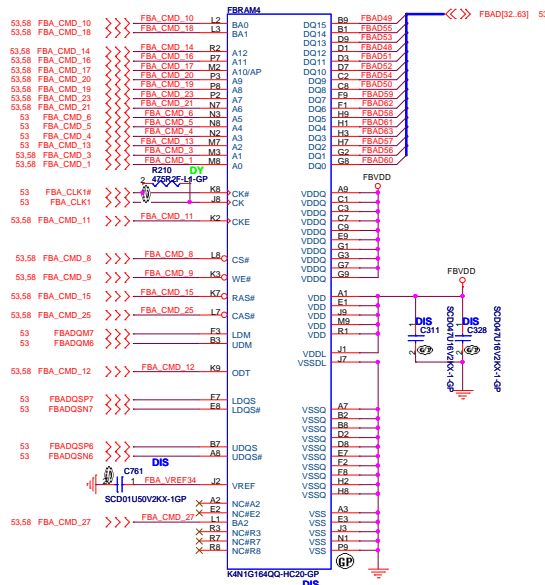 FBRAM4
53,58 FBA_CMD_10 FBA_CMD_10 L2 BA0 DQ15 B9 FBAD49 FBAD[32..63]
53,58 FBA_CMD_18 FBA_CMD_18 L3 BA1 DQ14 B1 FBAD55
DQ13 D9 FBAD53
53,58 FBA_CMD_14 FBA_CMD_14 R2 A12 DQ12 D1 FBAD48
53,58 FBA_CMD_16 FBA_CMD_16 P7 A11 DQ11 D3 FBAD51
53,58 FBA_CMD_17 FBA_CMD_17 M2 A10/AP DQ10 D7 FBAD52
53,58 FBA_CMD_20 FBA_CMD_20 P3 A9 DQ9 C2 FBAD54
53,58 FBA_CMD_19 FBA_CMD_19 P8 A8 DQ8 C8 FBAD50
53,58 FBA_CMD_23 FBA_CMD_23 P2 A7 DQ7 F9 FBAD59
53,58 FBA_CMD_21 FBA_CMD_21 N7 A6 DQ6 F1 FBAD62
53 FBA_CMD_6 FBA_CMD_6 N3 A5 DQ5 H9 FBAD58
53 FBA_CMD_5 FBA_CMD_5 N8 A4 DQ4 H1 FBAD61
53 FBA_CMD_4 FBA_CMD_4 N2 A3 DQ3 H3 FBAD63
53 FBA_CMD_13 FBA_CMD_13 M7 A2 DQ2 H7 FBAD57
53,58 FBA_CMD_3 FBA_CMD_3 M3 A1 DQ1 G2 FBAD56
53,58 FBA_CMD_1 FBA_CMD_1 M8 A0 DQ0 G8 FBAD60
DY
R210
475R2F-L1-GP
FBVDD
53 FBA_CLK1# K8 CK# VDDQ A9
53 FBA_CLK1 J8 CK VDDQ C1
VDDQ C3
53,58 FBA_CMD_11 FBA_CMD_11 K2 CKE VDDQ C7
VDDQ C9
VDDQ E9
VDDQ G1
53,58 FBA_CMD_8 FBA_CMD_8 L8 CS# VDDQ G3
VDDQ G7
53,58 FBA_CMD_9 FBA_CMD_9 K3 WE# VDDQ G9
FBVDD
53,58 FBA_CMD_15 FBA_CMD_15 K7 RAS# VDD A1
VDD E1
53,58 FBA_CMD_25 FBA_CMD_25 L7 CAS# VDD J9
VDD M9
53 FBADQM7 F3 LDM VDD R1
53 FBADQM6 B3 UDM
VDDL J1
VSSDL J7
DIS
C311
SCD047U16V2KX-1-GP
DIS
C328
SCD047U16V2KX-1-GP
53,58 FBA_CMD_12 FBA_CMD_12 K9 ODT
53 FBADQSP7 F7 LDQS VSSQ A7
53 FBADQSN7 E8 LDQS# VSSQ B2
VSSQ B8
VSSQ D2
VSSQ D8
53 FBADQSP6 B7 UDQS VSSQ E7
53 FBADQSN6 A8 UDQS# VSSQ F2
VSSQ F8
VSSQ H2
VSSQ H8
DIS
C761
1
SCD01U50V2KX-1GP
FBA_VREF34 J2 VREF
A2 NC#A2 VSS A3
E2 NC#E2 VSS E3
53,58 FBA_CMD_27 FBA_CMD_27 L1 BA2 VSS J3
R3 NC#R3 VSS N1
R7 NC#R7 VSS P9
R8 NC#R8
GP
K4N1G164QQ-HC20-GP
DIS